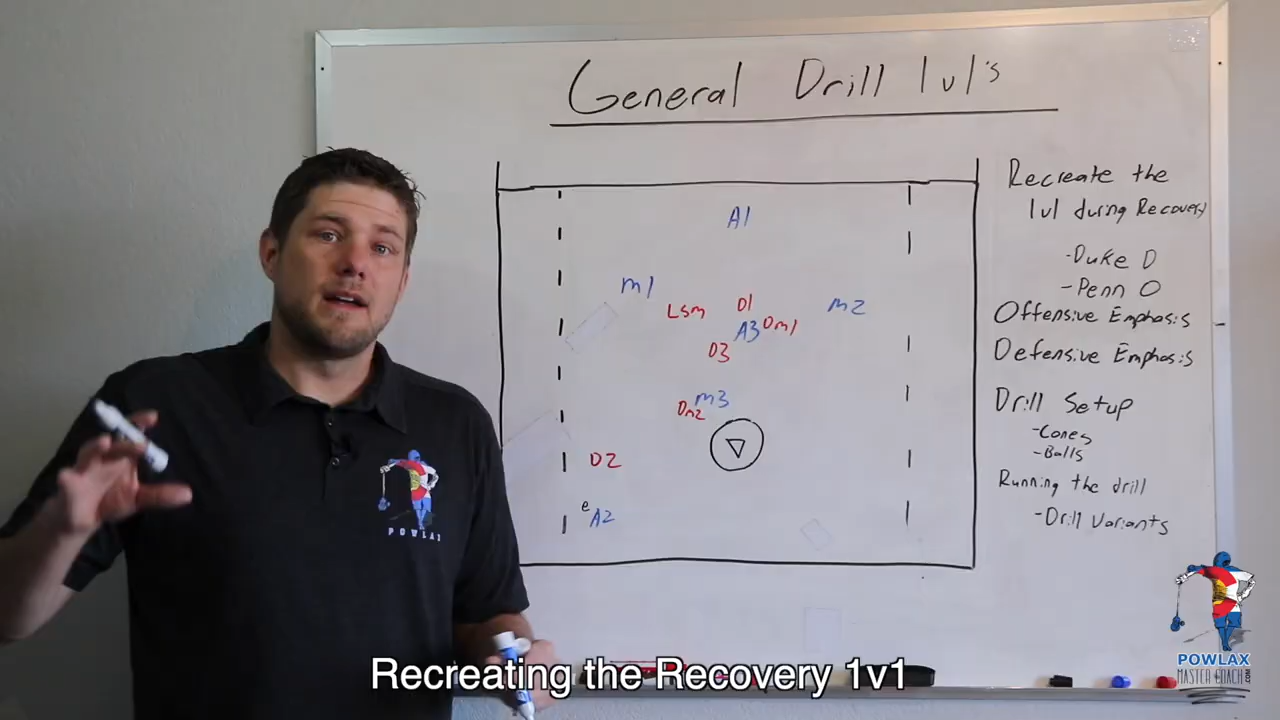 General Drill 1v1's
Recreate the
1v1 during Recovery
-Duke D
-Penn O
Offensive Emphasis
Defensive Emphasis
Drill Setup
-Cones
-Balls
Running the drill
-Drill Variants
A1
M1
LSM
D1
M2
A3
Dm1
D3
M3
Dm2
D2
e
A2
POWLAX
Recreating the Recovery 1v1
POWLAX
MASTER COACH.COM